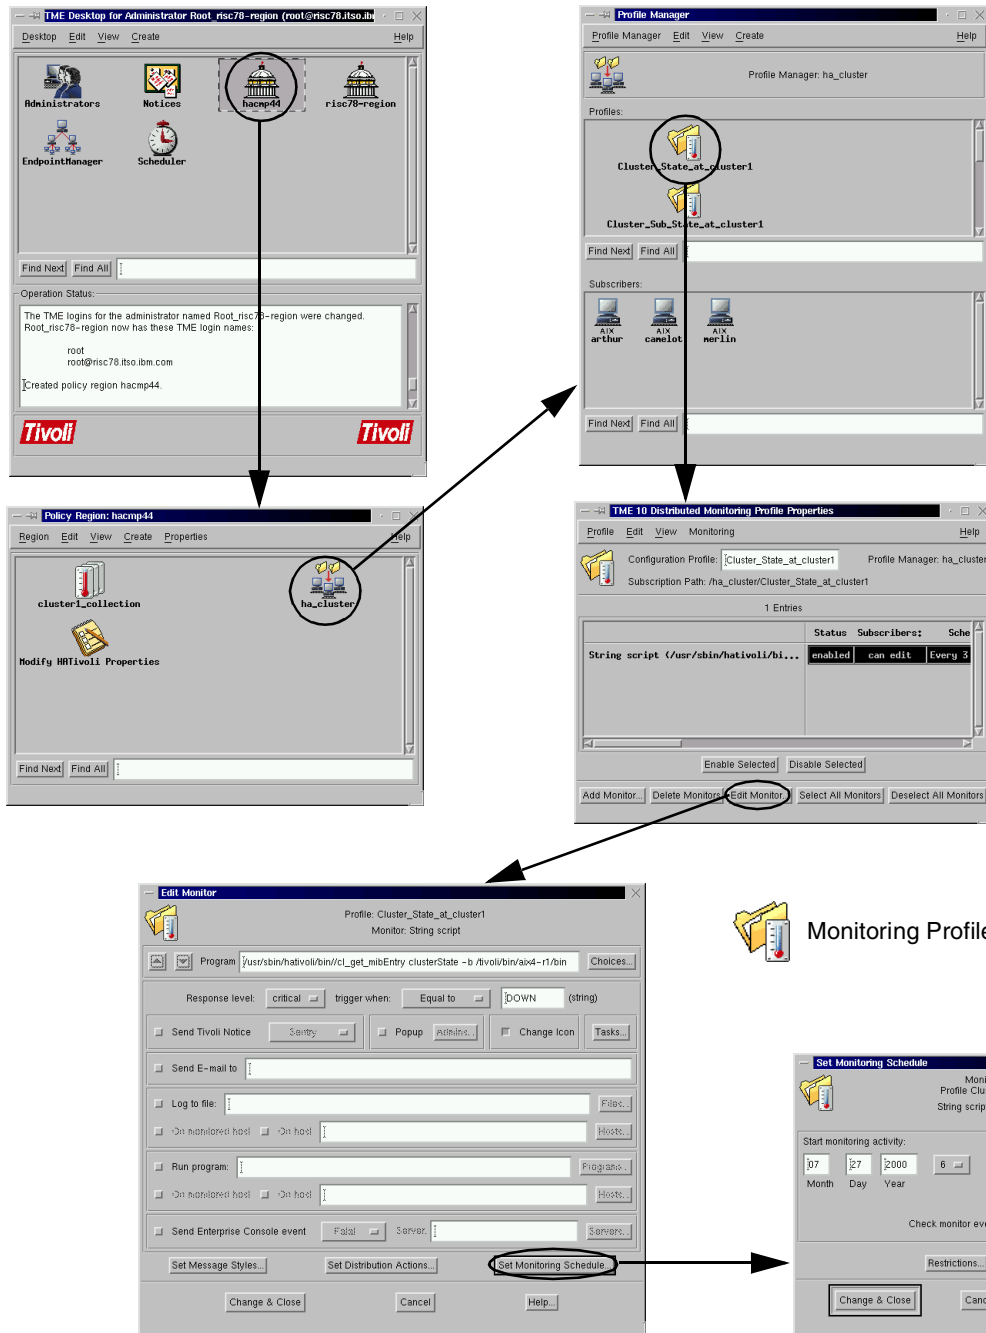 TME Desktop for Administrator Root_risc78-region (root@risc78.itso.ib
Desktop Edit View Create Help
Administrators Notices hacmp44 risc78-region
EndpointManager Scheduler
Find Next Find All
Operation Status:
The TME logins for the administrator named Root_risc78-region were changed.
Root_risc78-region now has these TME login names:
root
root@risc78.itso.ibm.com
Created policy region hacmp44.
Tivoli Tivoli
Profile Manager
Profile Manager Edit View Create Help
Profile Manager: ha_cluster
Profiles:
Cluster_State_at_cluster1
Cluster_Sub_State_at_cluster1
Find Next Find All
Subscribers:
AIX AIX AIX
arthur camelot merlin
Find Next Find All
Policy Region: hacmp44
Region Edit View Create Properties Help
cluster1_collection ha_cluster
Modify HATivoli Properties
Find Next Find All
TME 10 Distributed Monitoring Profile Properties
Profile Edit View Monitoring Help
Configuration Profile: Cluster_State_at_cluster1 Profile Manager: ha_cluster
Subscription Path: /ha_cluster/Cluster_State_at_cluster1
1 Entries
Status Subscribers: Sche
String script (/usr/sbin/hativoli/bi... enabled can edit Every 3
Enable Selected Disable Selected
Add Monitor... Delete Monitors Edit Monitor... Select All Monitors Deselect All Monitors
Edit Monitor
Profile: Cluster_State_at_cluster1
Monitor: String script
Program /usr/sbin/hativoli/bin//cl_get_mibEntry clusterState -b /tivoli/bin/aix4-r1/bin Choices...
Response level: critical trigger when: Equal to DOWN (string)
Send Tivoli Notice Sentry Popup Admins... Change Icon Tasks...
Send E-mail to
Log to file: Files...
On monitored host On host Hosts...
Run program: Programs...
On monitored host On host Hosts...
Send Enterprise Console event Fatal Server: Servers...
Set Message Styles... Set Distribution Actions... Set Monitoring Schedule...
Change & Close Cancel Help...
Monitoring Profile
Set Monitoring Schedule
Moni
Profile Clu
String script
Start monitoring activity:
07 27 2000 6
Month Day Year
Check monitor eve
Restrictions...
Change & Close Canc